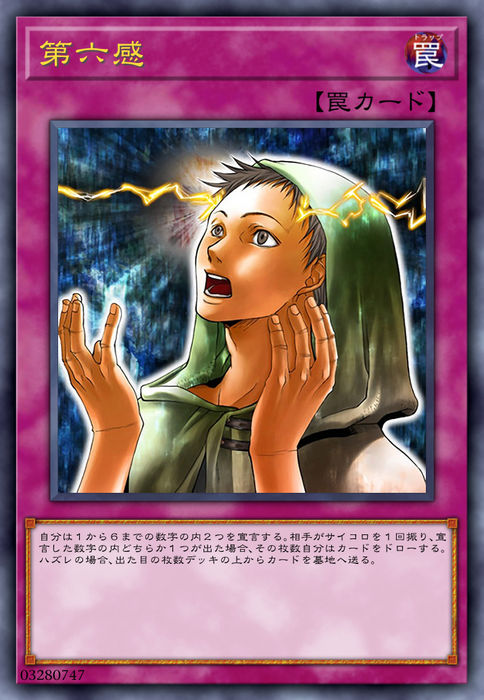 第六感
トラップ
罠
【罠カード】
自分は１から６までの数字の内２つを宣言する。相手がサイコロを１回振り、宣
言した数字の内どちらか１つが出た場合、その枚数自分はカードをドローする。
ハズレの場合、出た目の枚数デッキの上からカードを墓地へ送る。
03280747